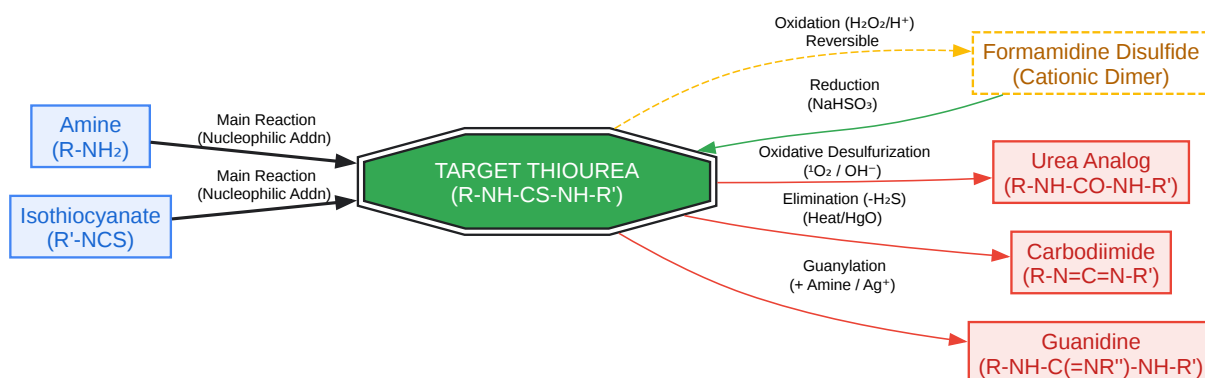 Amine
(R-NH₂)
Isothiocyanate
(R'-NCS)
Main Reaction
(Nucleophilic Addn)
Main Reaction
(Nucleophilic Addn)
TARGET THIOUREA
(R-NH-CS-NH-R')
Oxidation (H₂O₂/H⁺)
Reversible
Formamidine Disulfide
(Cationic Dimer)
Reduction
(NaHSO₃)
Oxidative Desulfurization
(¹O₂ / OH⁻)
Urea Analog
(R-NH-CO-NH-R')
Elimination (-H₂S)
(Heat/HgO)
Carbodiimide
(R-N=C=N-R')
Guanylation
(+ Amine / Ag⁺)
Guanidine
(R-NH-C(=NR'')-NH-R')